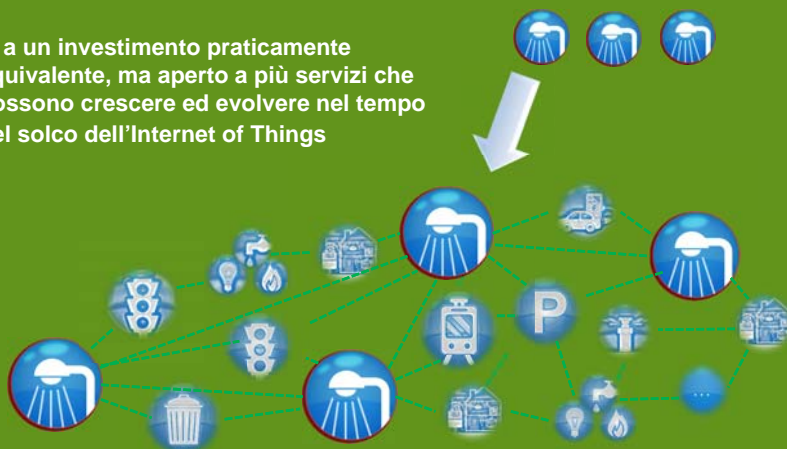 a un investimento praticamente
quivalente, ma aperto a più servizi che
ossono crescere ed evolvere nel tempo
el solco dell’Internet of Things
P
...